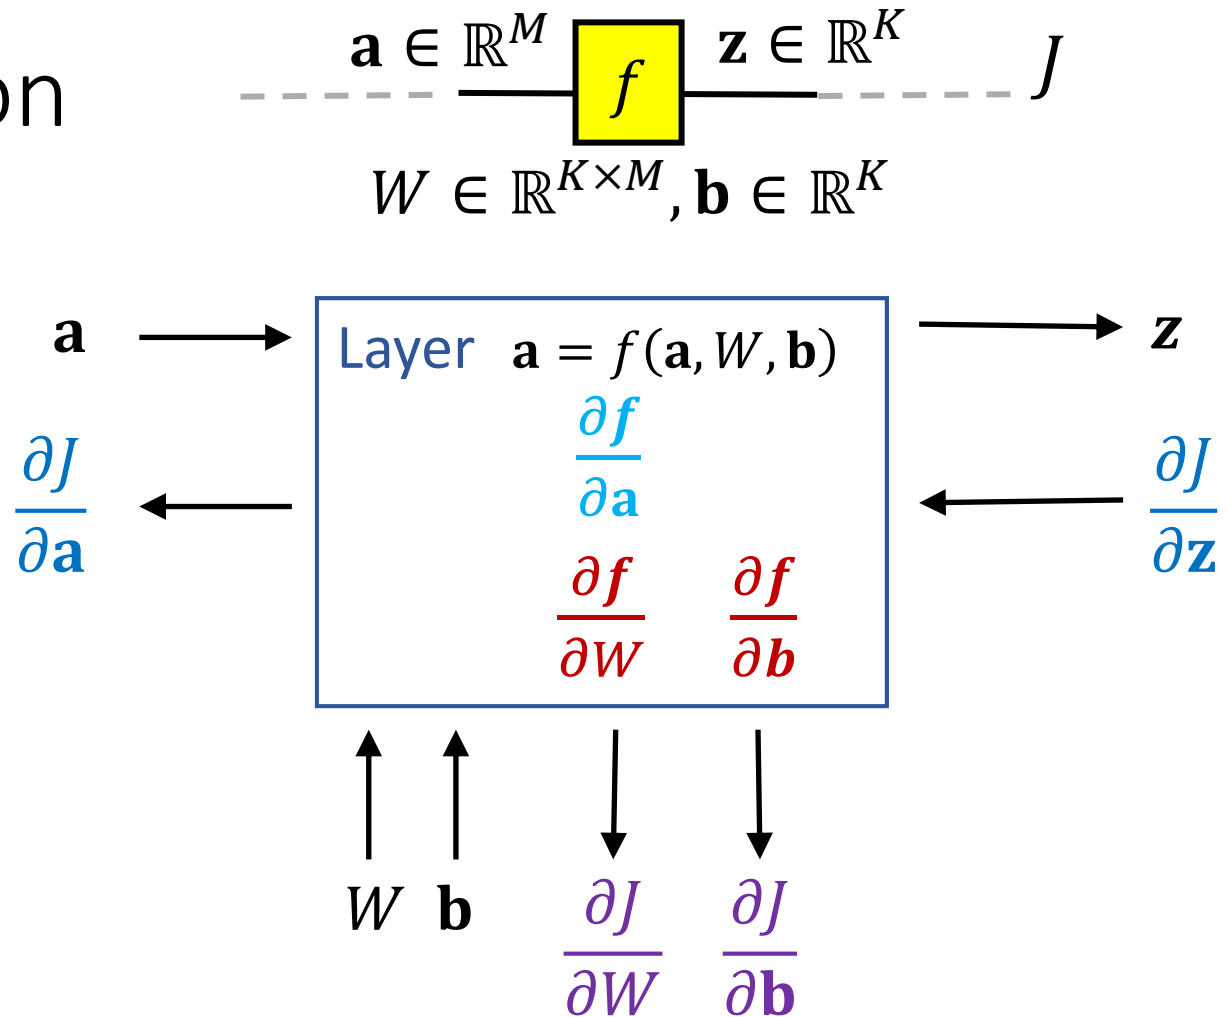 𝐚 ∈ ℝ^M f 𝐳 ∈ ℝ^K J
on
W ∈ ℝ^{K×M}, 𝐛 ∈ ℝ^K
𝐚 Layer 𝐚 = f(𝐚, W, 𝐛) 𝒛
∂𝒇/∂𝐚
∂J/∂𝐚 ∂J/∂𝐳
∂𝒇/∂W ∂𝒇/∂𝒃
W 𝐛 ∂J/∂W ∂J/∂𝐛